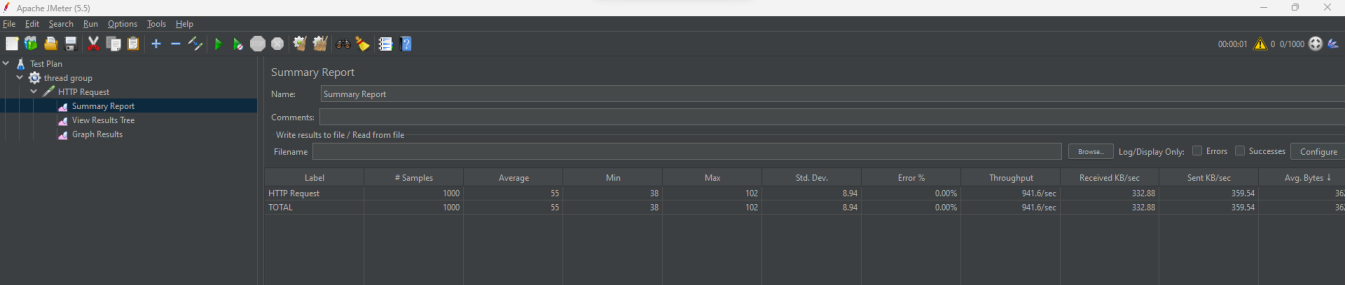 Apache JMeter (5.5)
File Edit Search Run Options Tools Help
00:00:01 0 0/1000
Test Plan
thread group
HTTP Request
Summary Report
View Results Tree
Graph Results
Summary Report
Name: Summary Report
Comments:
Write results to file / Read from file
Filename Browse... Log/Display Only: Errors Successes Configure
Label # Samples Average Min Max Std. Dev. Error % Throughput Received KB/sec Sent KB/sec Avg. Bytes
HTTP Request 1000 55 38 102 8.94 0.00% 941.6/sec 332.88 359.54
TOTAL 1000 55 38 102 8.94 0.00% 941.6/sec 332.88 359.54